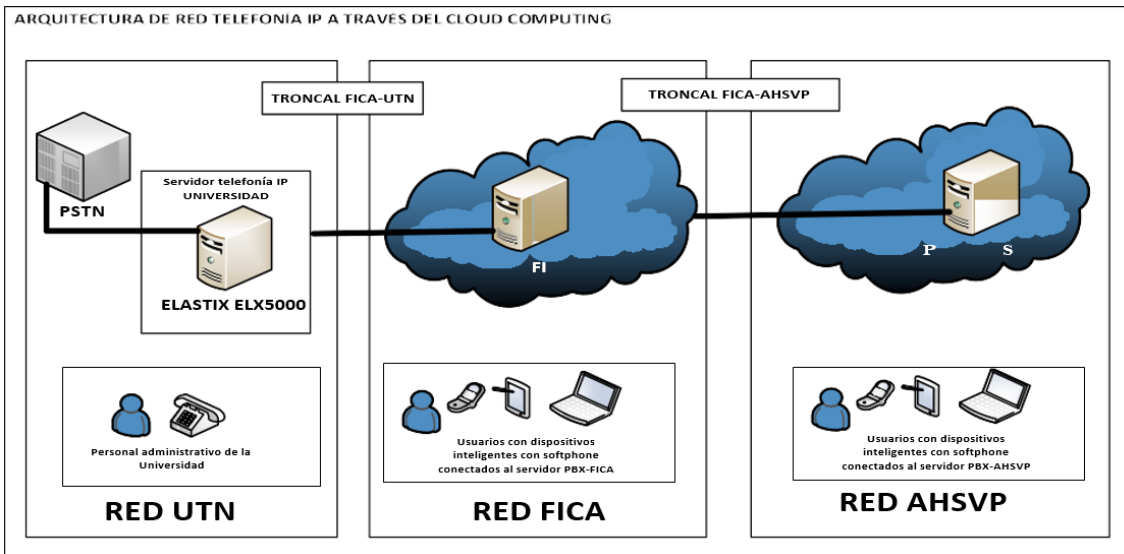 ARQUITECTURA DE RED TELEFONÍA IP A TRAVÉS DEL CLOUD COMPUTING
TRONCAL FICA-UTN
TRONCAL FICA-AHSVP
PSTN
Servidor telefonía IP
UNIVERSIDAD
ELASTIX ELX5000
FI
P S
Personal administrativo de la
Universidad
RED UTN
Usuarios con dispositivos
inteligentes con softphone
conectados al servidor PBX-FICA
RED FICA
Usuarios con dispositivos
inteligentes con softphone
conectados al servidor PBX-AHSVP
RED AHSVP